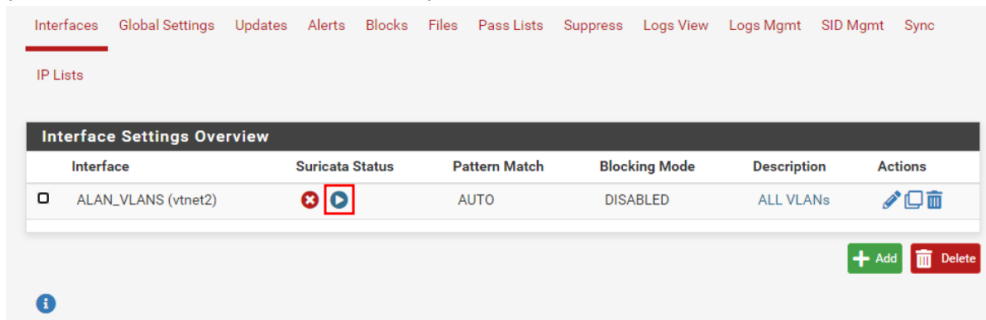 Interfaces Global Settings Updates Alerts Blocks Files Pass Lists Suppress Logs View Logs Mgmt SID Mgmt Sync
IP Lists
Interface Settings Overview
Interface Suricata Status Pattern Match Blocking Mode Description Actions
ALAN_VLANS (vtnet2) AUTO DISABLED ALL VLANs
Add Delete